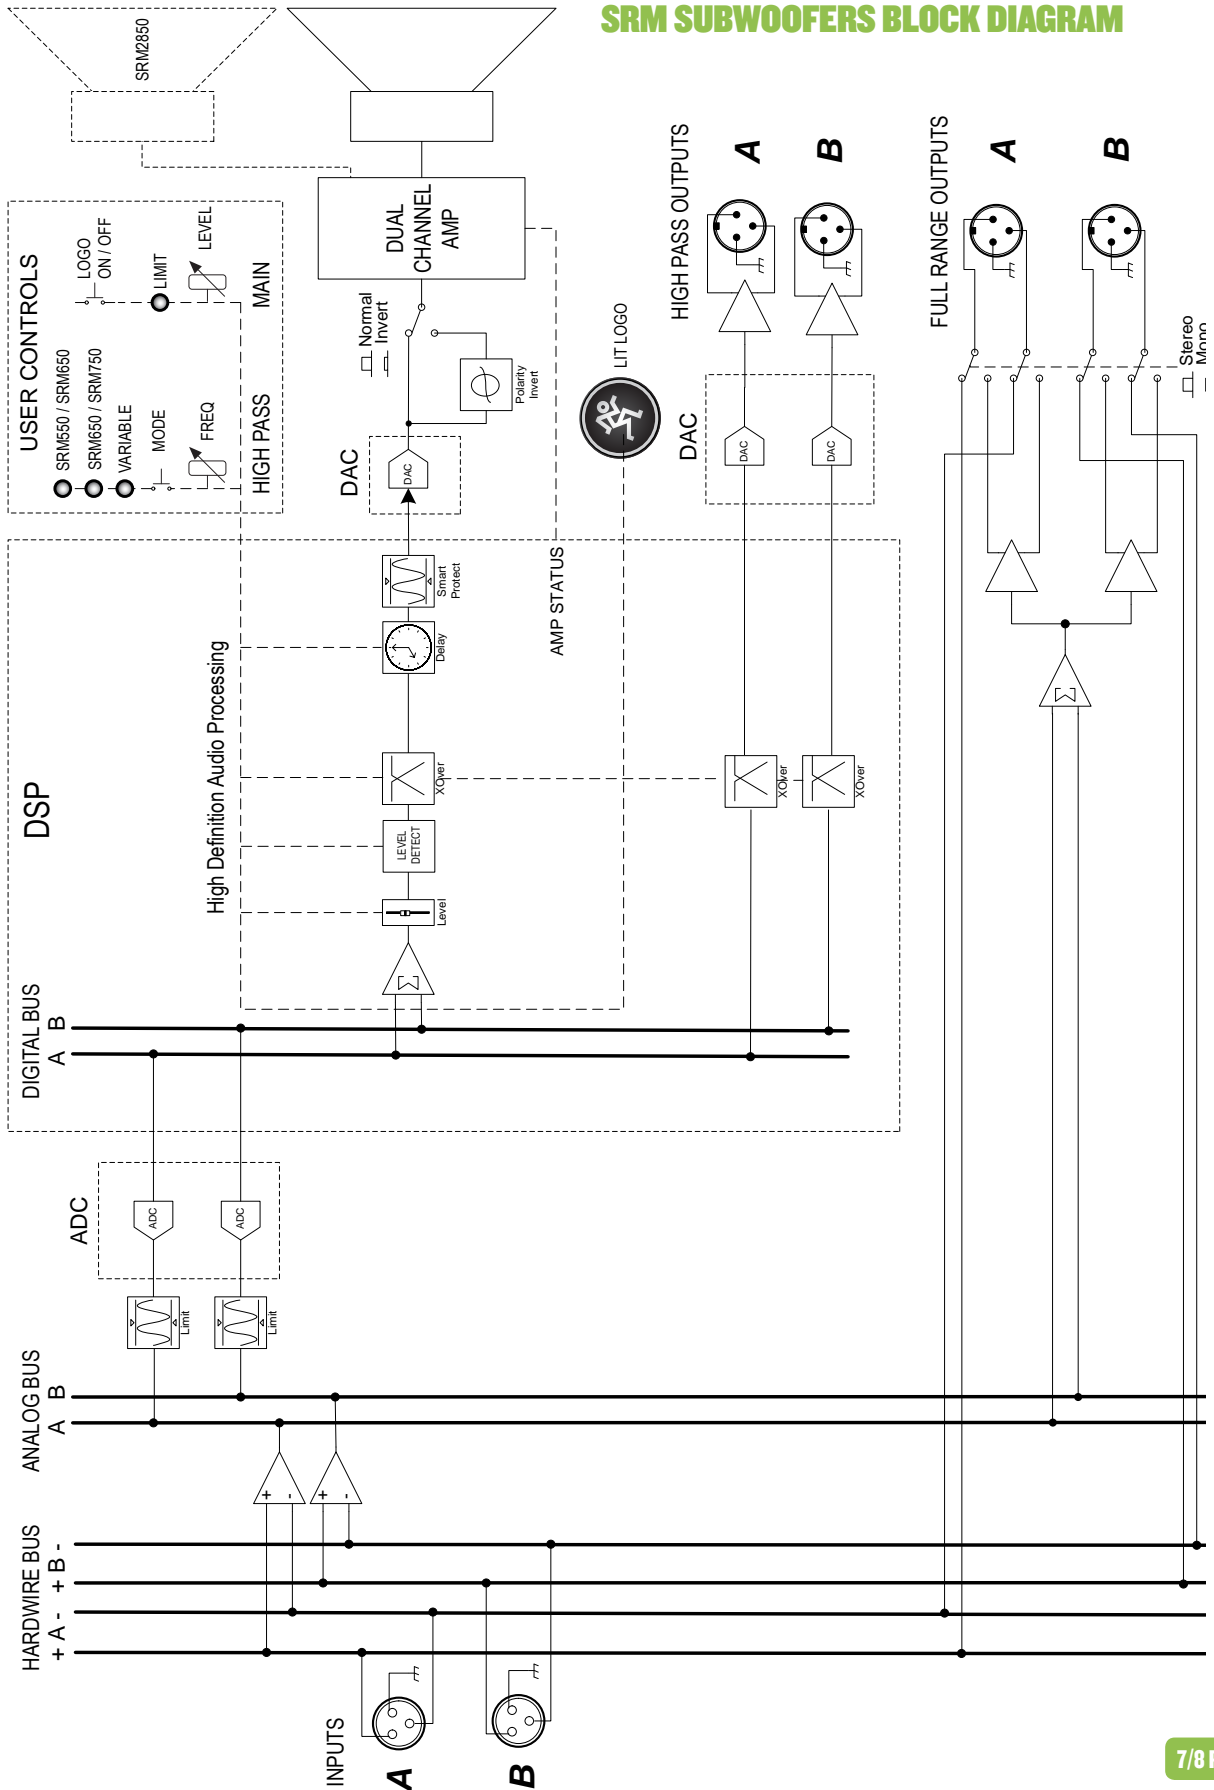 SRM SUBWOOFERS BLOCK DIAGRAM
SRM2850
USER CONTROLS
SRM550 / SRM650
SRM650 / SRM750
VARIABLE
MODE
FREQ
HIGH PASS
LOGO
ON / OFF
LIMIT
LEVEL
MAIN
DUAL
CHANNEL
AMP
Normal
Invert
Polarity
Invert
DAC
DAC
LIT LOGO
HIGH PASS OUTPUTS
A
B
DAC
DAC
DAC
FULL RANGE OUTPUTS
A
B
Stereo
Mono
DSP
High Definition Audio Processing
Smart
Protect
Delay
XOver
LEVEL
DETECT
Level
Σ
AMP STATUS
XOver
XOver
Σ
DIGITAL BUS
A B
ADC
ADC
ADC
Limit
Limit
ANALOG BUS
A B
+ -
+ -
HARDWIRE BUS
+ A - + B -
INPUTS
A
B